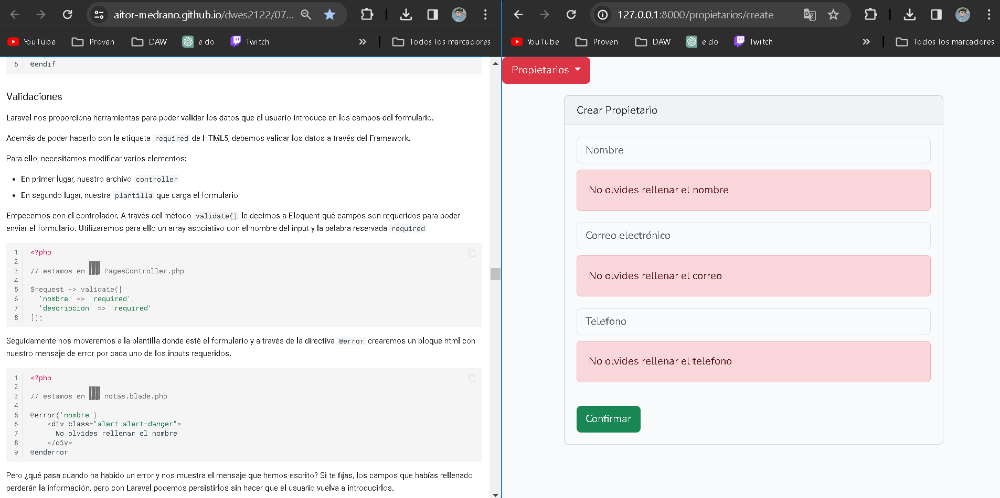 aitor-medrano.github.io/dwes2122/07...
YouTube
Proven
DAW
e do
Twitch
»
Todos los marcadores
5 @endif
Validaciones
Laravel nos proporciona herramientas para poder validar los datos que el usuario introduce en los campos del formulario.
Además de poder hacerlo con la etiqueta required de HTML5, debemos validar los datos a través del Framework.
Para ello, necesitamos modificar varios elementos:
• En primer lugar, nuestro archivo controller
• En segundo lugar, nuestra plantilla que carga el formulario
Empecemos con el controlador. A través del método validate() le decimos a Eloquent qué campos son requeridos para poder
enviar el formulario. Utilizaremos para ello un array asociativo con el nombre del input y la palabra reservada required
1 <?php
2
3 // estamos en PagesController.php
4
5 $request -> validate([
6 'nombre' => 'required',
7 'descripcion' => 'required'
8 ]);
Seguidamente nos moveremos a la plantilla donde esté el formulario y a través de la directiva @error crearemos un bloque html con
nuestro mensaje de error por cada uno de los inputs requeridos.
1 <?php
2
3 // estamos en notas.blade.php
4
5 @error('nombre')
6 <div class="alert alert-danger">
7 No olvides rellenar el nombre
8 </div>
9 @enderror
Pero ¿qué pasa cuando ha habido un error y nos muestra el mensaje que hemos escrito? Si te fijas, los campos que habías rellenado
perderán la información, pero con Laravel podemos persistirlos sin hacer que el usuario vuelva a introducirlos.
127.0.0.1:8000/propietarios/create
YouTube
Proven
DAW
e do
Twitch
»
Todos los marcadores
Propietarios
Crear Propietario
Nombre
No olvides rellenar el nombre
Correo electrónico
No olvides rellenar el correo
Telefono
No olvides rellenar el telefono
Confirmar